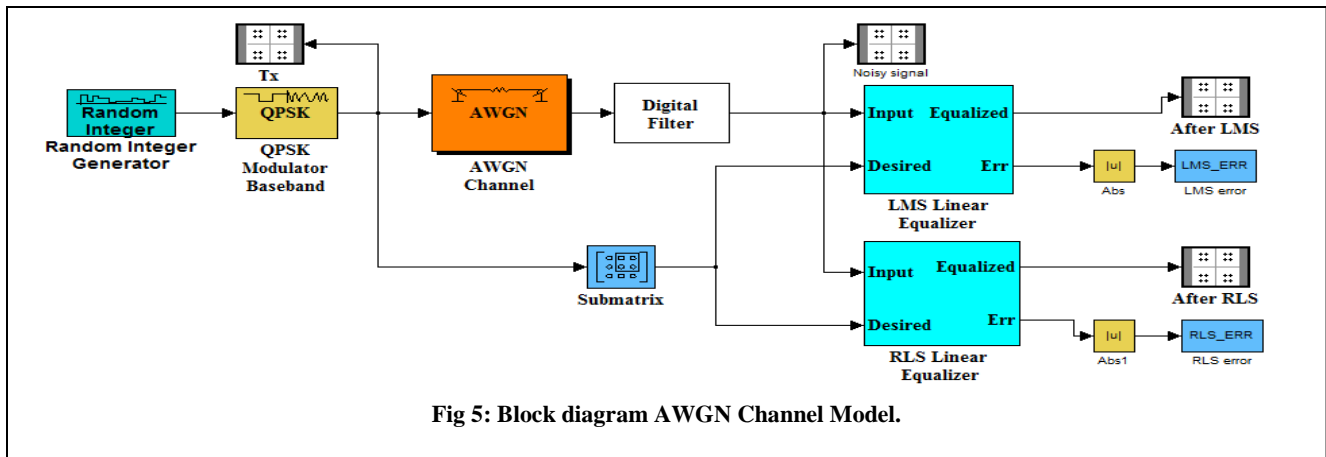 Tx
Random
Integer
Random Integer
Generator
QPSK
QPSK
Modulator
Baseband
AWGN
AWGN
Channel
Digital
Filter
Noisy signal
Input Equalized
Desired Err
LMS Linear
Equalizer
After LMS
|u|
Abs
LMS_ERR
LMS error
Submatrix
Input Equalized
Desired Err
RLS Linear
Equalizer
After RLS
|u|
Abs1
RLS_ERR
RLS error
Fig 5: Block diagram AWGN Channel Model.